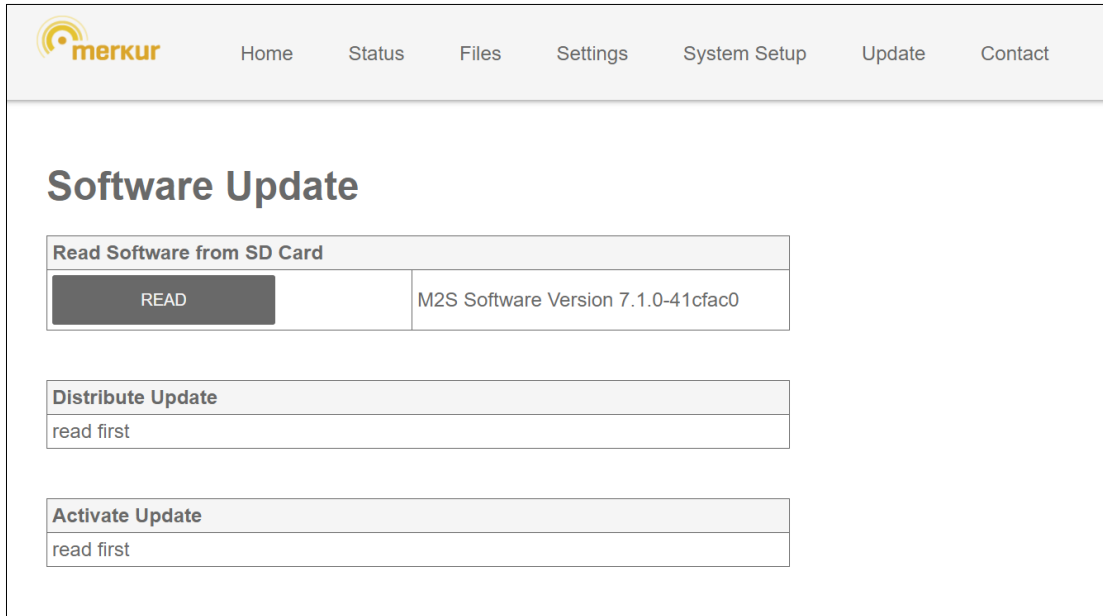 merkur
Home Status Files Settings System Setup Update Contact
Software Update
Read Software from SD Card
READ M2S Software Version 7.1.0-41cfac0
Distribute Update
read first
Activate Update
read first